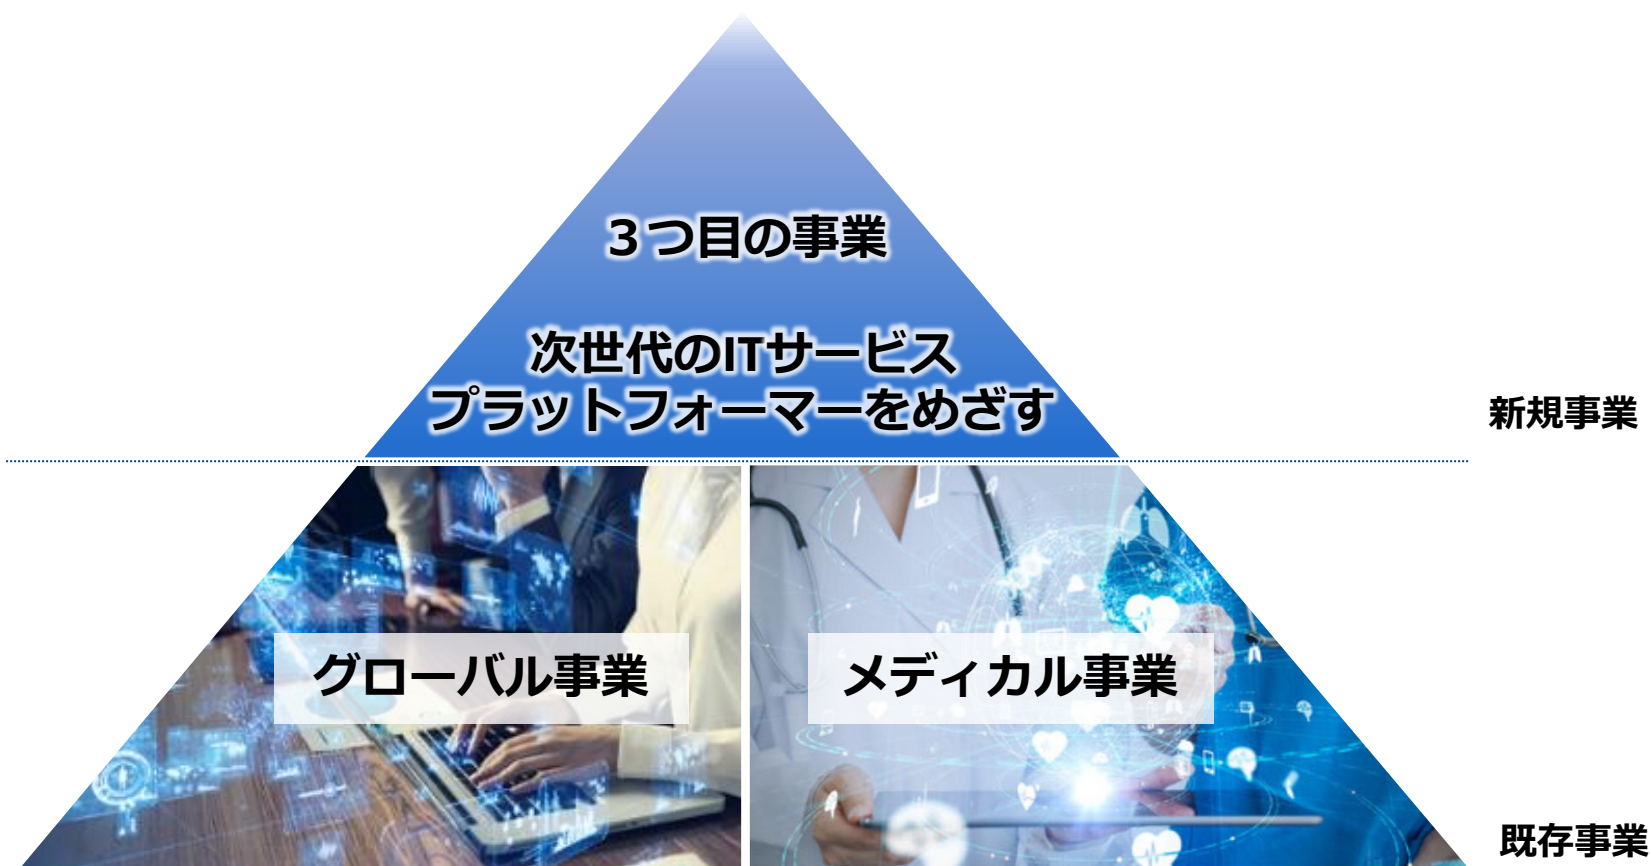 ３つ目の事業
次世代のITサービス
プラットフォーマーをめざす
新規事業
グローバル事業
メディカル事業
既存事業